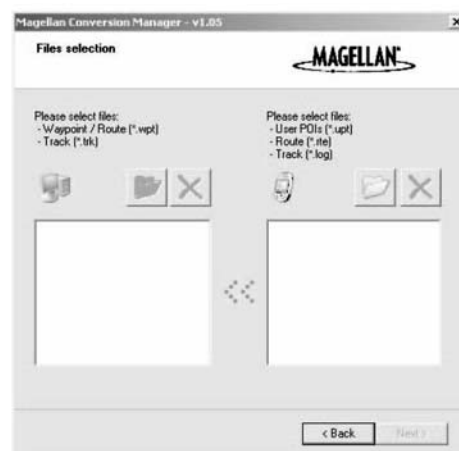 Magellan Conversion Manager - v1.05
Files selection
MAGELLAN
Please select files:
- Waypoint / Route (*.wpt)
- Track (*.trk)
Please select files:
- User POIs (*.upt)
- Route (*.rte)
- Track (*.log)
<<
< Back
Next >